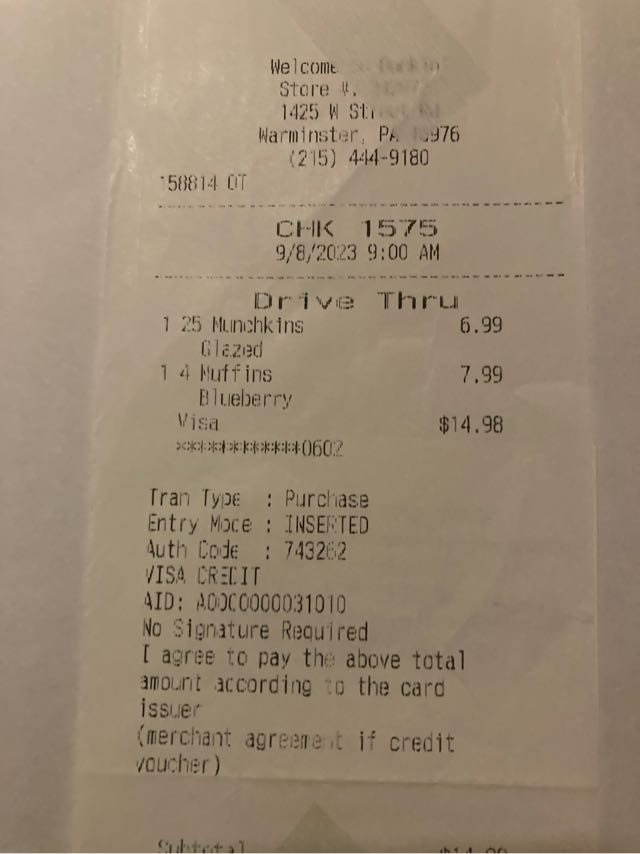 Welcome
Store #.
1425 W
Warminster, PA
(215) 444-9180
158814 OT
CHK 1575
9/8/2023 9:00 AM
Drive Thru
1 25 Munchkins 6.99
Glazed
1 4 Muffins 7.99
Blueberry
Visa $14.98
************0602
Tran Type : Purchase
Entry Mode : INSERTED
Auth Code :
VISA CREDIT
AID: A0000000031010
No Signature Required
I agree to pay the above total
amount according to the card
issuer
(merchant agreement if credit
voucher)
Subtotal